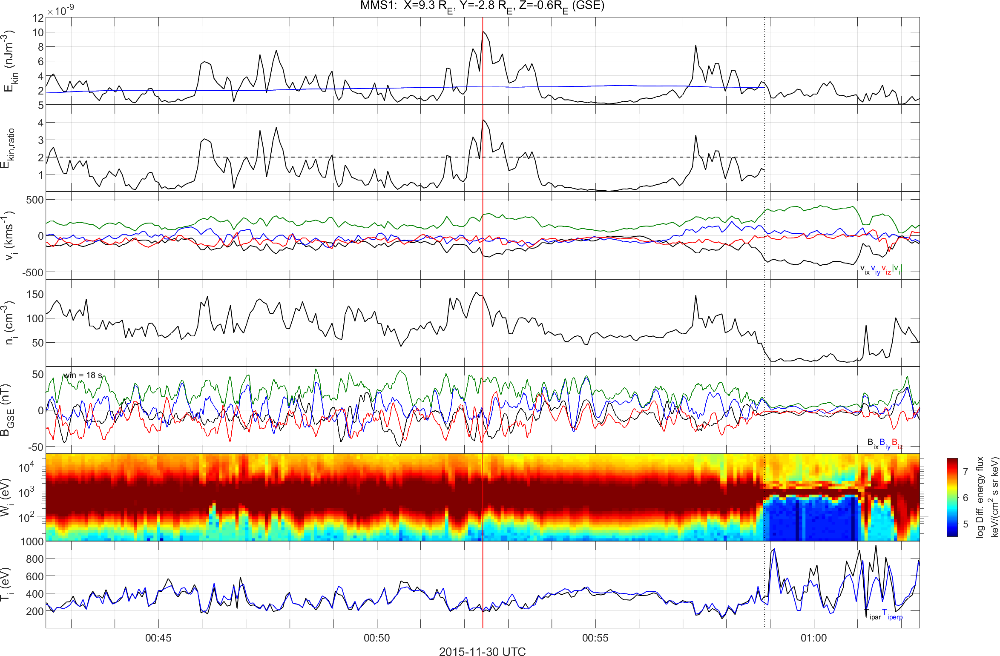 MMS1: X=9.3 R_E, Y=-2.8 R_E, Z=-0.6R_E (GSE)
×10^-9
12
10
8
6
4
2
E_kin (nJm^-3)
5
4
3
2
1
E_kin,ratio
500
0
-500
v_i (kms^-1)
v_ix v_iy v_iz |v_i|
150
100
50
n_i (cm^-3)
win = 18 s
50
0
-50
B_GSE (nT)
B_ix B_iy B_iz
10^4
10^3
10^2
W_i (eV)
7
6
5
log Diff. energy flux
keV/(cm^2 s sr keV)
1000
800
600
400
200
T_i (eV)
T_ipar T_iperp
00:45 00:50 00:55 01:00
2015-11-30 UTC